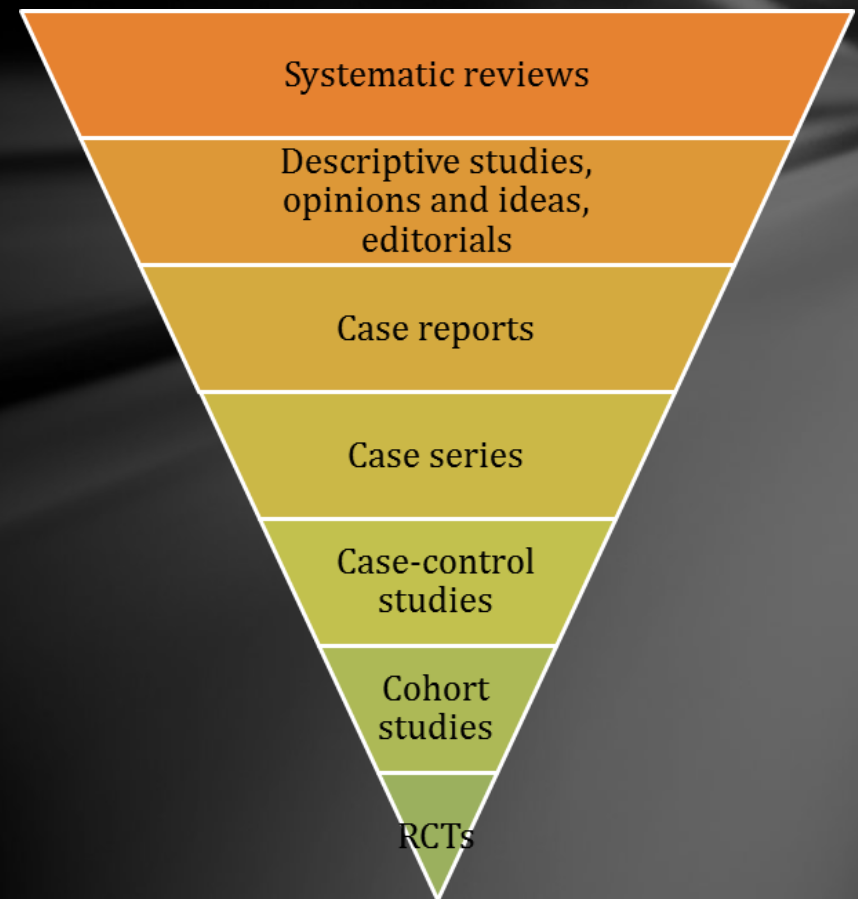 Systematic reviews
Descriptive studies,
opinions and ideas,
editorials
Case reports
Case series
Case-control
studies
Cohort
studies
RCTs